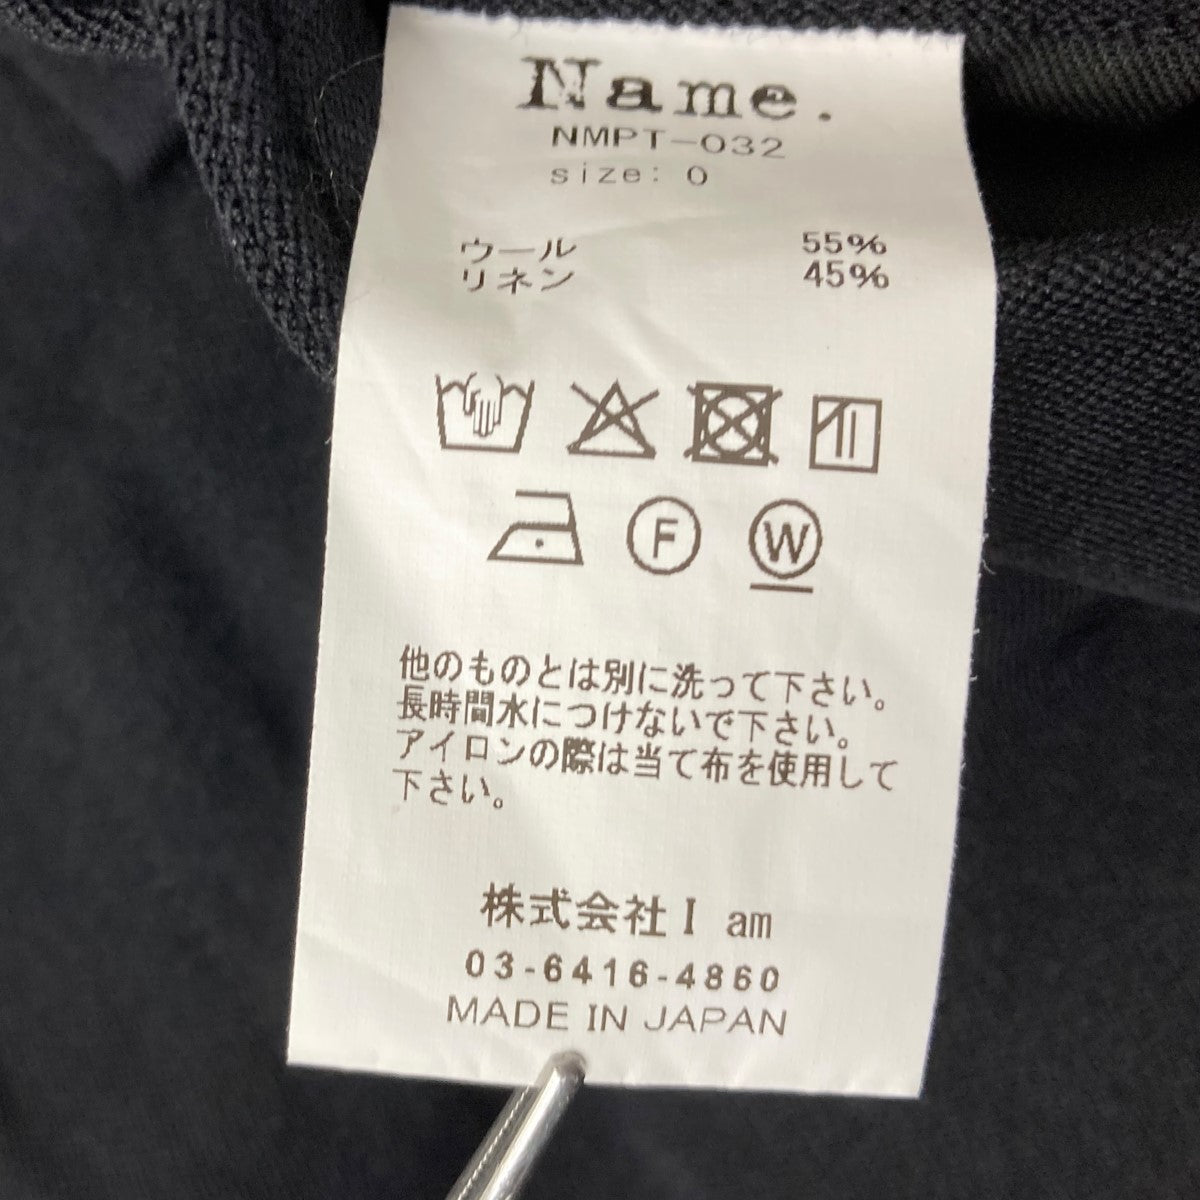 Name.
NMPT-032
size: 0
ウール 55%
リネン 45%
F W
他のものとは別に洗って下さい。
長時間水につけないで下さい。
アイロンの際は当て布を使用して
下さい。
株式会社I am
03-6416-4860
MADE IN JAPAN